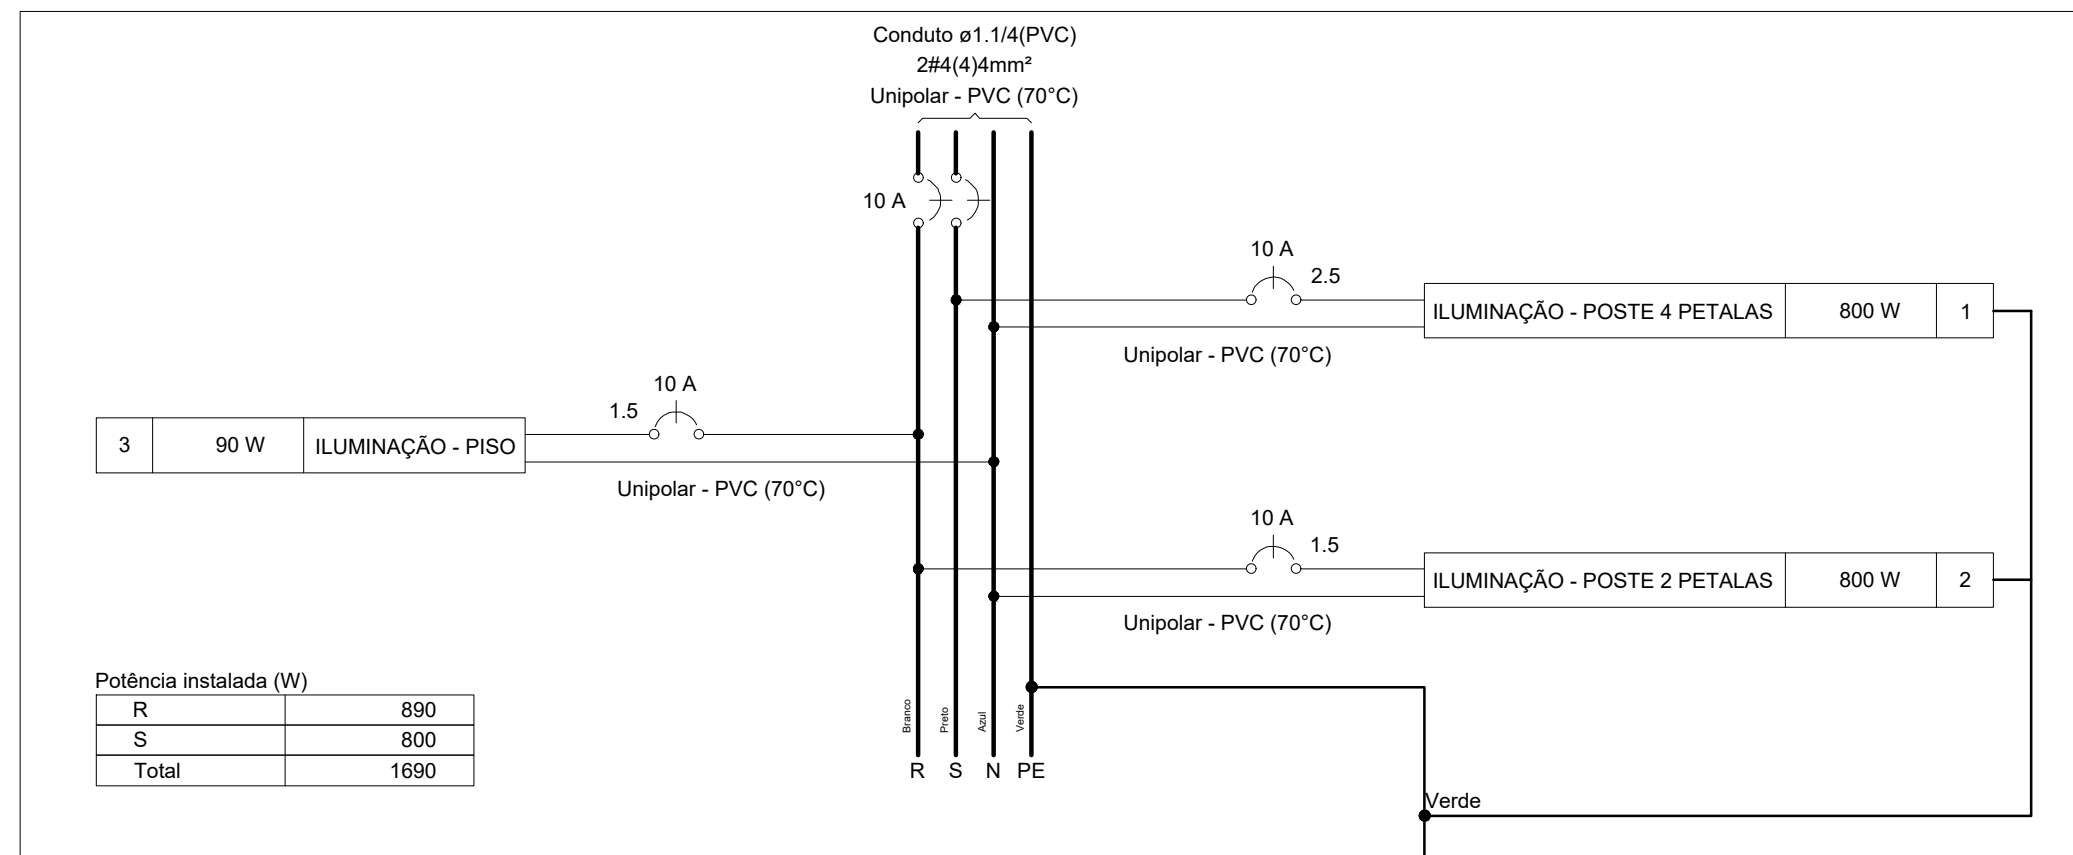 Conduto ø1.1/4(PVC)
2#4(4)4mm²
Unipolar - PVC (70°C)
10 A
10 A
2.5
ILUMINAÇÃO - POSTE 4 PETALAS 800 W 1
Unipolar - PVC (70°C)
10 A
1.5
3 90 W ILUMINAÇÃO - PISO
Unipolar - PVC (70°C)
10 A
1.5
ILUMINAÇÃO - POSTE 2 PETALAS 800 W 2
Unipolar - PVC (70°C)
Potência instalada (W)
R 890
S 800
Total 1690
Branco
Preto
Azul
Verde
R S N PE
Verde